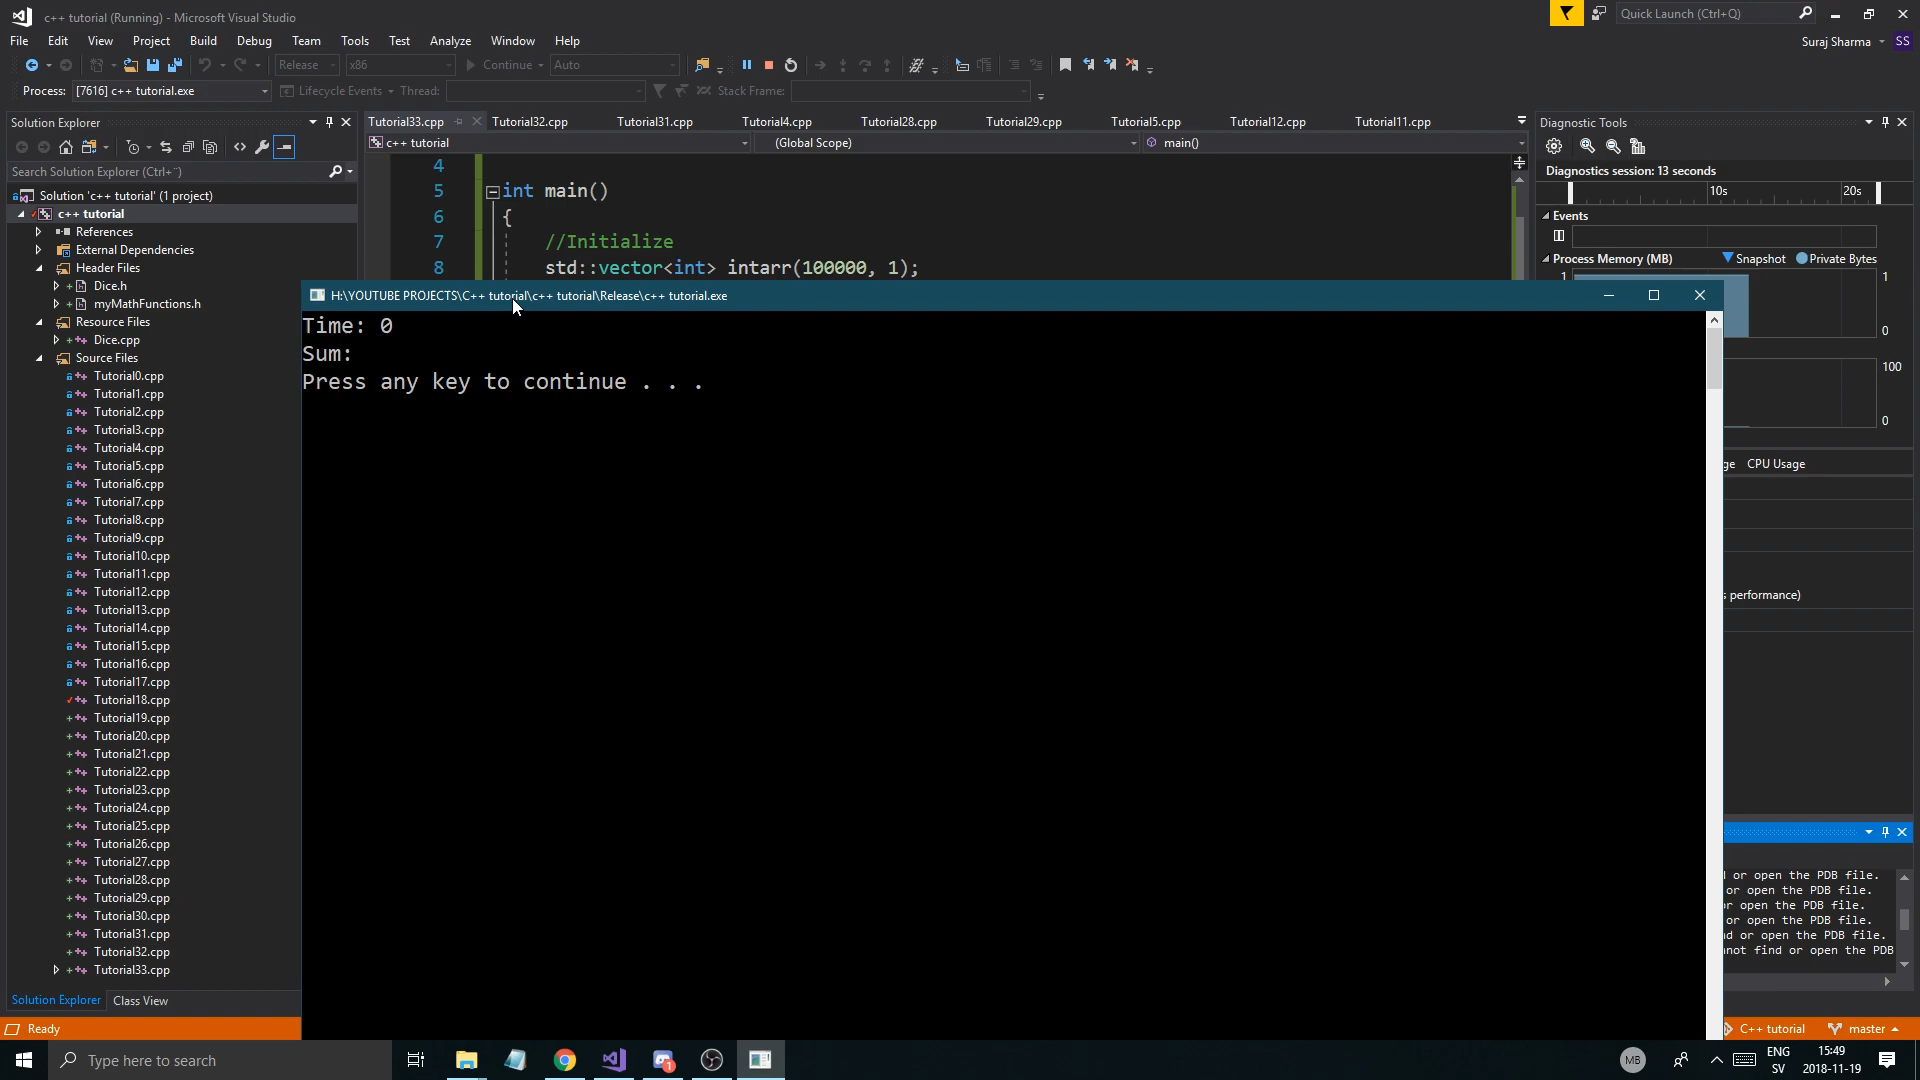 c++ tutorial (Running) - Microsoft Visual Studio
Quick Launch (Ctrl+Q)
File Edit View Project Build Debug Team Tools Test Analyze Window Help
Suraj Sharma SS
Release x86 Continue Auto
Process: [7616] c++ tutorial.exe Lifecycle Events Thread: Stack Frame:
Solution Explorer
Search Solution Explorer (Ctrl+¨)
Solution 'c++ tutorial' (1 project)
c++ tutorial
References
External Dependencies
Header Files
Dice.h
myMathFunctions.h
Resource Files
Dice.cpp
Source Files
Tutorial0.cpp
Tutorial1.cpp
Tutorial2.cpp
Tutorial3.cpp
Tutorial4.cpp
Tutorial5.cpp
Tutorial6.cpp
Tutorial7.cpp
Tutorial8.cpp
Tutorial9.cpp
Tutorial10.cpp
Tutorial11.cpp
Tutorial12.cpp
Tutorial13.cpp
Tutorial14.cpp
Tutorial15.cpp
Tutorial16.cpp
Tutorial17.cpp
Tutorial18.cpp
Tutorial19.cpp
Tutorial20.cpp
Tutorial21.cpp
Tutorial22.cpp
Tutorial23.cpp
Tutorial24.cpp
Tutorial25.cpp
Tutorial26.cpp
Tutorial27.cpp
Tutorial28.cpp
Tutorial29.cpp
Tutorial30.cpp
Tutorial31.cpp
Tutorial32.cpp
Tutorial33.cpp
Solution Explorer Class View
Tutorial33.cpp Tutorial32.cpp Tutorial31.cpp Tutorial4.cpp Tutorial28.cpp Tutorial29.cpp Tutorial5.cpp Tutorial12.cpp Tutorial11.cpp
c++ tutorial (Global Scope) main()
4
5 int main()
6 {
7 //Initialize
8 std::vector<int> intarr(100000, 1);
H:\YOUTUBE PROJECTS\C++ tutorial\c++ tutorial\Release\c++ tutorial.exe
Time: 0
Sum:
Press any key to continue . . .
Diagnostic Tools
Diagnostics session: 13 seconds
10s 20s
Events
Process Memory (MB) Snapshot Private Bytes
1 1
0
100
0
ge CPU Usage
s performance)
or open the PDB file.
or open the PDB file.
or open the PDB file.
or open the PDB file.
nd or open the PDB file.
nnot find or open the PDB
Ready
C++ tutorial master
Type here to search
1
MB
ENG
SV
15:49
2018-11-19